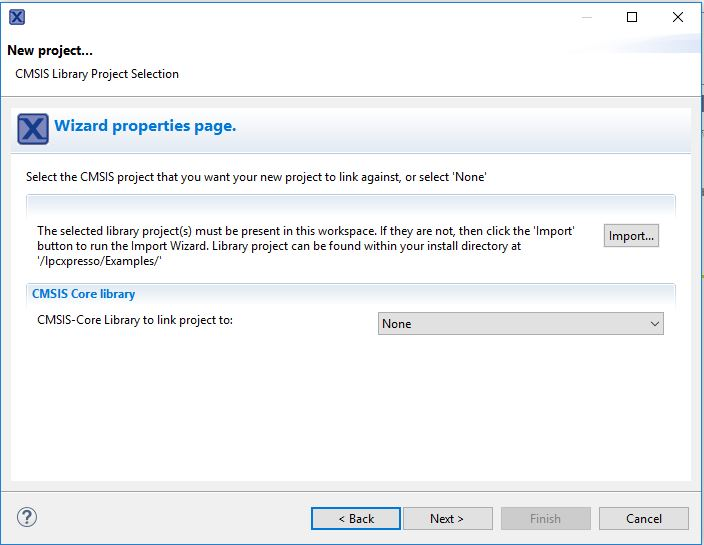 New project...
CMSIS Library Project Selection
X
Wizard properties page.
Select the CMSIS project that you want your new project to link against, or select 'None'
The selected library project(s) must be present in this workspace. If they are not, then click the 'Import'
button to run the Import Wizard. Library project can be found within your install directory at
'/lpcxpresso/Examples/'
Import...
CMSIS Core library
CMSIS-Core Library to link project to:
None
?
< Back
Next >
Finish
Cancel